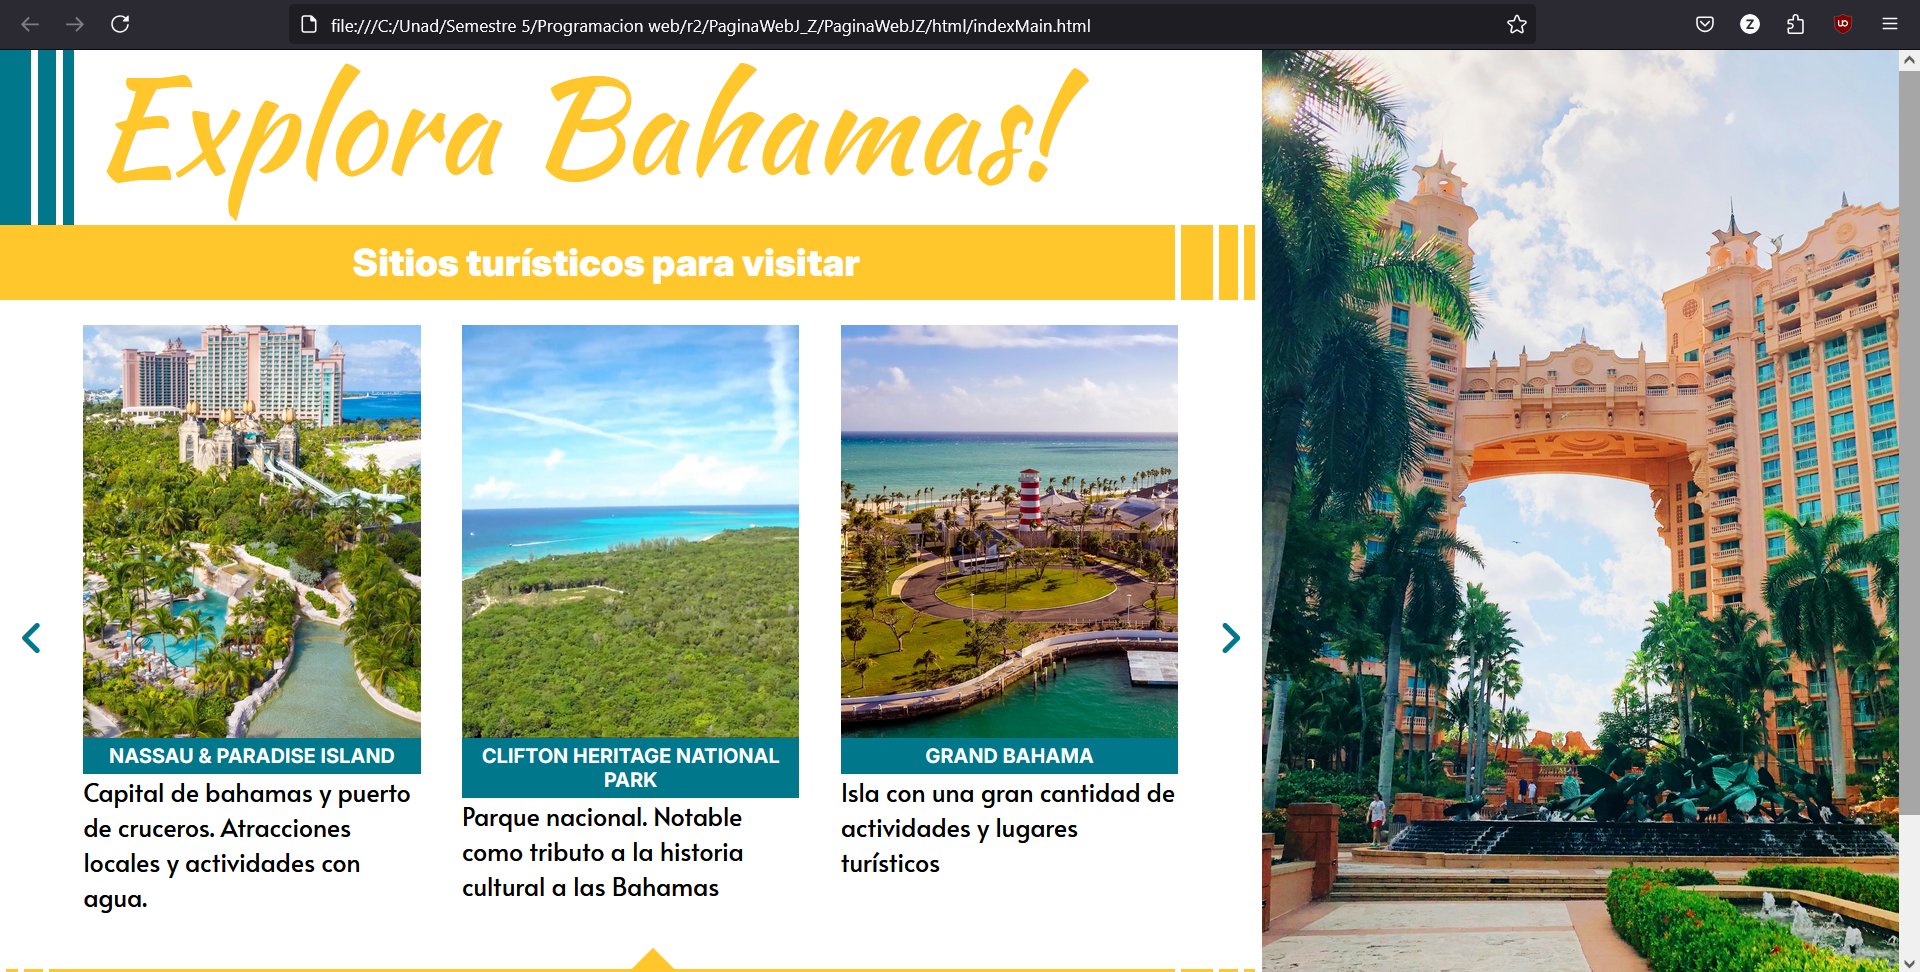 file:///C:/Unad/Semestre 5/Programacion web/r2/PaginaWebJ_Z/PaginaWebJZ/html/indexMain.html
Z
Explora Bahamas!
Sitios turísticos para visitar
NASSAU & PARADISE ISLAND
Capital de bahamas y puerto
de cruceros. Atracciones
locales y actividades con
agua.
CLIFTON HERITAGE NATIONAL
PARK
Parque nacional. Notable
como tributo a la historia
cultural a las Bahamas
GRAND BAHAMA
Isla con una gran cantidad de
actividades y lugares
turísticos